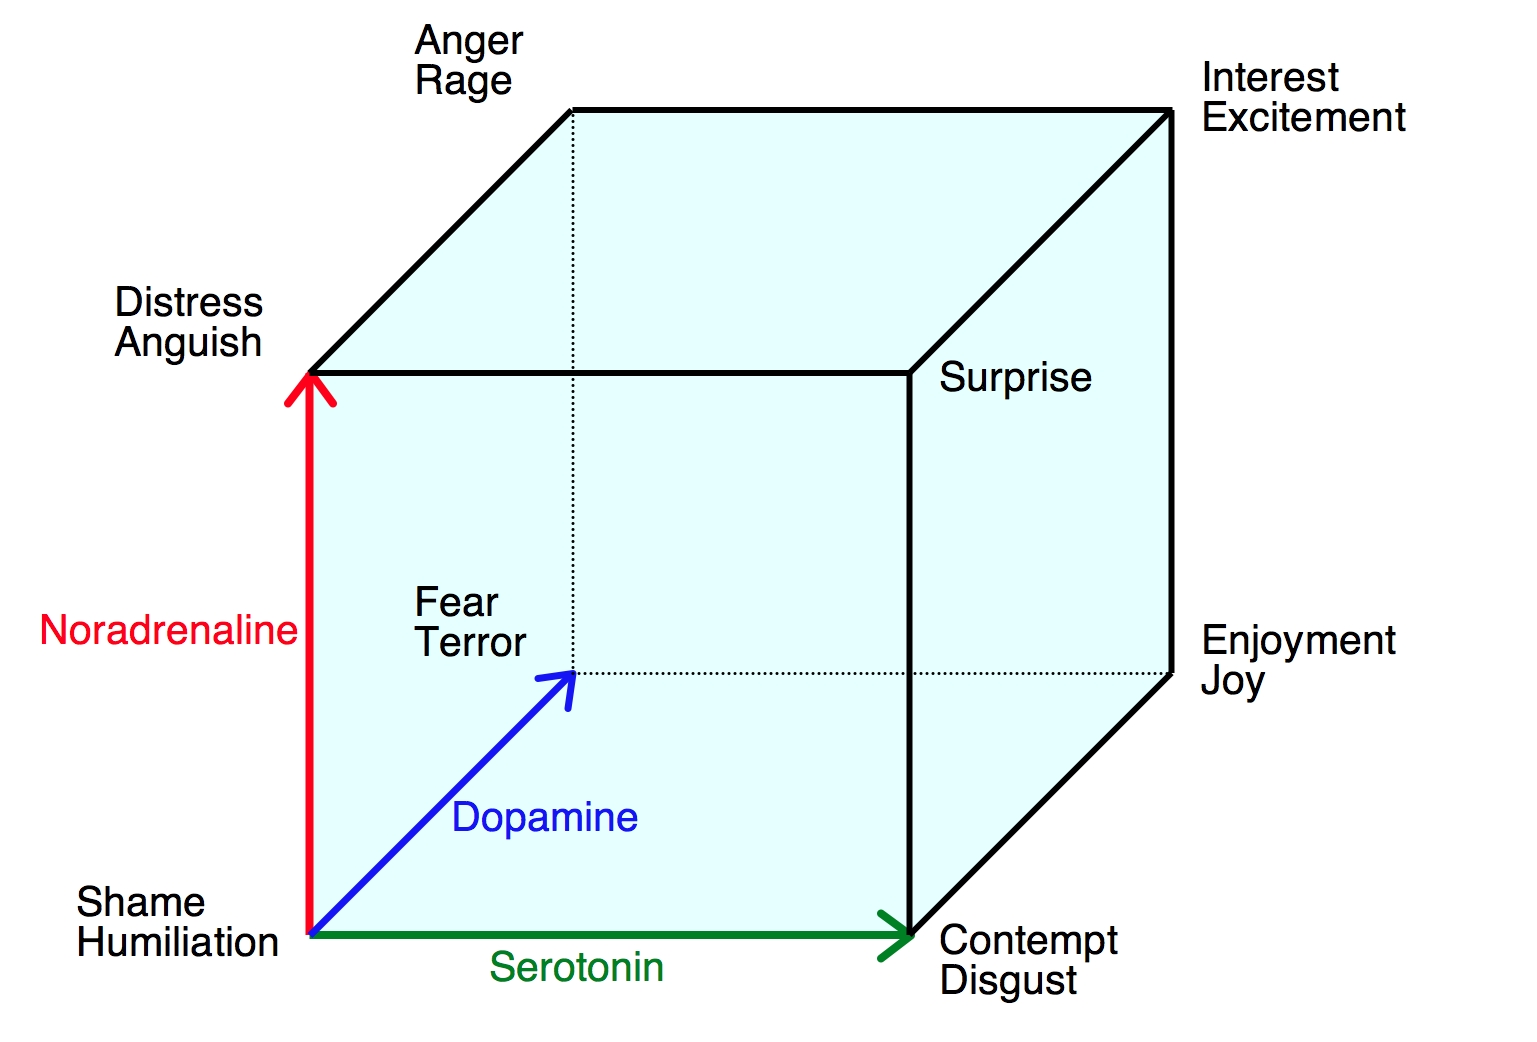 Anger
Rage
Interest
Excitement
Distress
Anguish
Surprise
Fear
Terror
Noradrenaline
Enjoyment
Joy
Dopamine
Shame
Humiliation
Contempt
Disgust
Serotonin